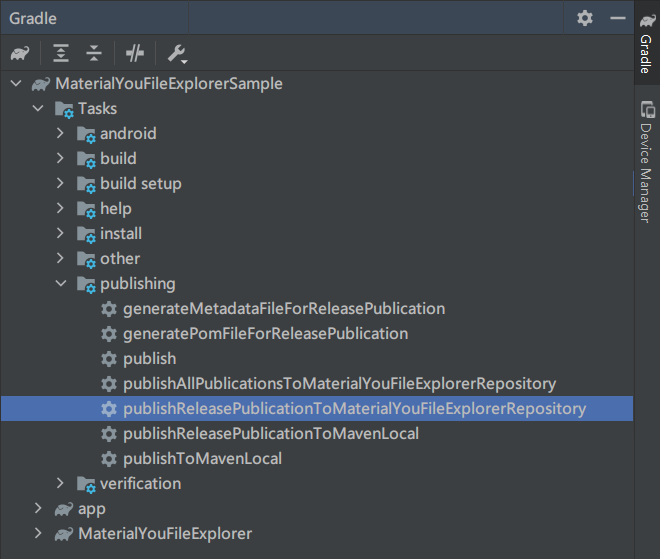 Gradle
MaterialYouFileExplorerSample
Tasks
android
build
build setup
help
install
other
publishing
generateMetadataFileForReleasePublication
generatePomFileForReleasePublication
publish
publishAllPublicationsToMaterialYouFileExplorerRepository
publishReleasePublicationToMaterialYouFileExplorerRepository
publishReleasePublicationToMavenLocal
publishToMavenLocal
verification
app
MaterialYouFileExplorer
Gradle
Device Manager